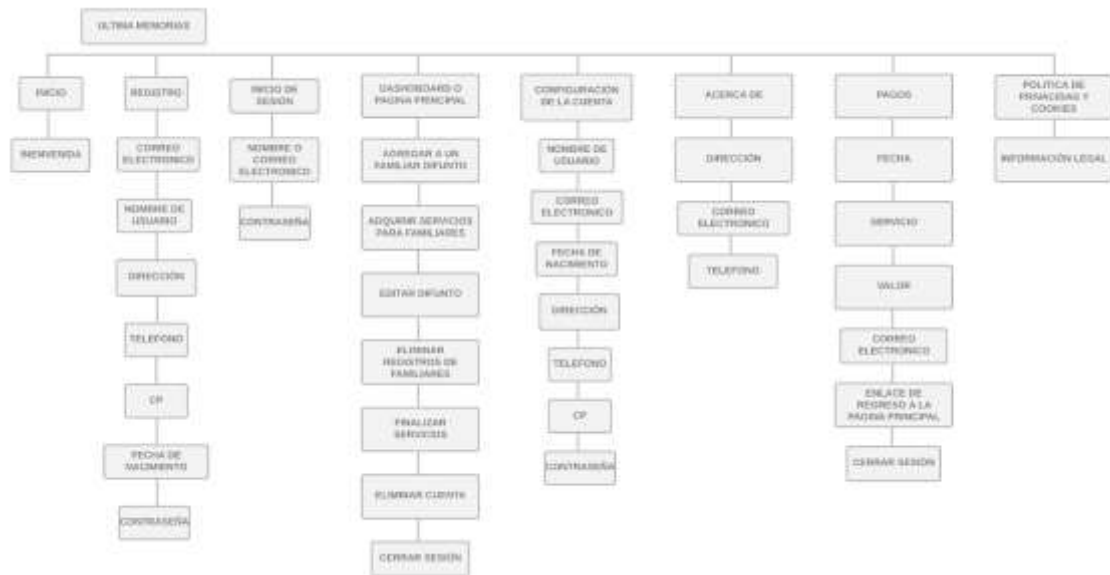 ULTIMA MEMORIAS
INICIO
BIENVENIDA
REGISTRO
CORREO
ELECTRONICO
NOMBRE DE
USUARIO
DIRECCIÓN
TELEFONO
CP
FECHA DE
NACIMIENTO
CONTRASEÑA
INICIO DE
SESIÓN
NOMBRE O
CORREO
ELECTRONICO
CONTRASEÑA
DASHBOARD O
PAGINA PRINCIPAL
AGREGAR A UN
FAMILIAR DIFUNTO
ADQUIRIR SERVICIOS
PARA FAMILIARES
EDITAR DIFUNTO
ELIMINAR
REGISTROS DE
FAMILIARES
FINALIZAR
SERVICIOS
ELIMINAR CUENTA
CERRAR SESIÓN
CONFIGURACIÓN
DE LA CUENTA
NOMBRE DE
USUARIO
CORREO
ELECTRONICO
FECHA DE
NACIMIENTO
DIRECCIÓN
TELEFONO
CP
CONTRASEÑA
ACERCA DE
DIRECCIÓN
CORREO
ELECTRONICO
TELEFONO
PAGOS
FECHA
SERVICIO
VALOR
CORREO
ELECTRONICO
ENLACE DE
REGRESO A LA
PAGINA PRINCIPAL
CERRAR SESIÓN
POLITICA DE
PRIVACIDAD Y
COOKIES
INFORMACIÓN LEGAL